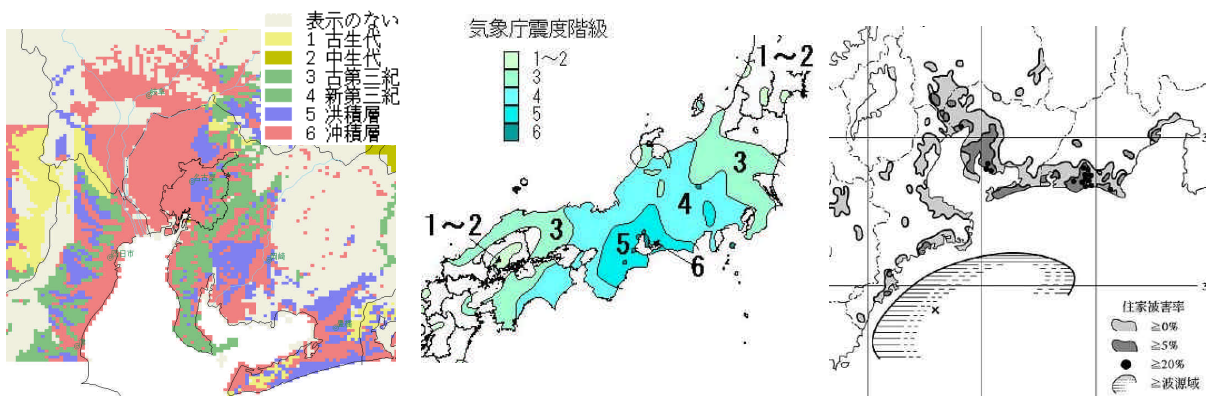 表示のない
1 古生代
2 中生代
3 古第三紀
4 新第三紀
5 洪積層
6 沖積層
気象庁震度階級
1~2
3
4
5
6
1~2
3
4
1~2
3
5
6
住家被害率
≧0%
≧5%
≧20%
≧波源域